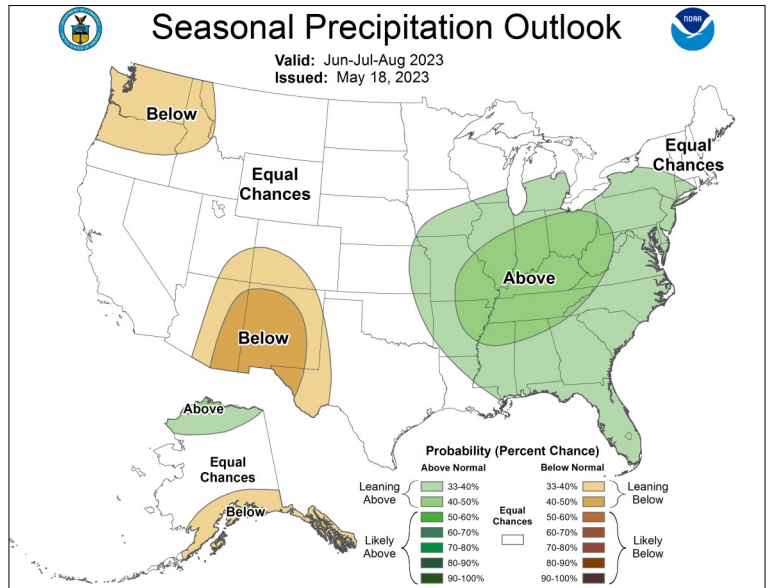 Seasonal Precipitation Outlook
NOAA
Valid: Jun-Jul-Aug 2023
Issued: May 18, 2023
Below
Equal
Chances
Equal
Chances
Above
Below
Above
Equal
Chances
Below
Probability (Percent Chance)
Above Normal
Below Normal
Leaning
Above
33-40%
40-50%
Likely
Above
50-60%
60-70%
70-80%
80-90%
90-100%
Equal
Chances
33-40%
40-50%
Leaning
Below
50-60%
60-70%
70-80%
80-90%
90-100%
Likely
Below